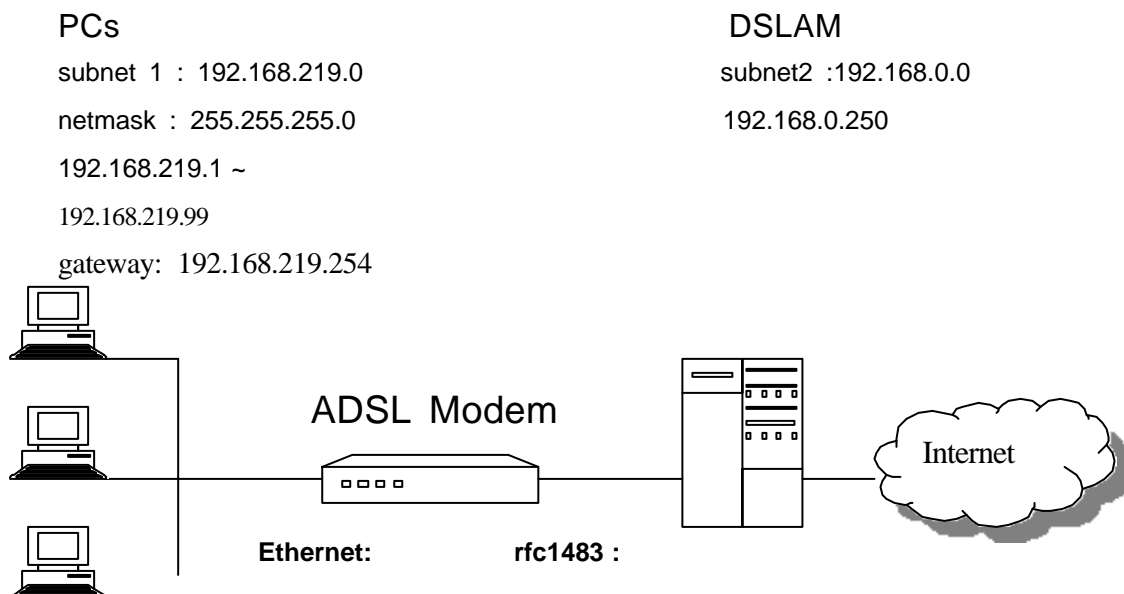 PCs
subnet 1 : 192.168.219.0
netmask : 255.255.255.0
192.168.219.1 ~
192.168.219.99
gateway: 192.168.219.254
DSLAM
subnet2 :192.168.0.0
192.168.0.250
ADSL Modem
Internet
Ethernet:
rfc1483 :